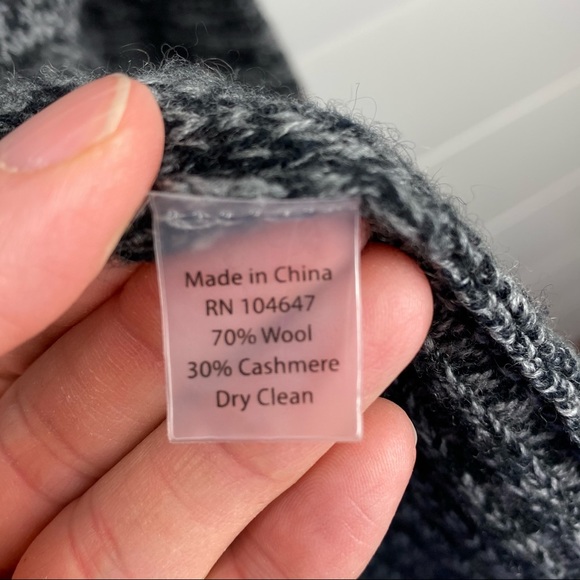 Made in China
RN 104647
70% Wool
30% Cashmere
Dry Clean